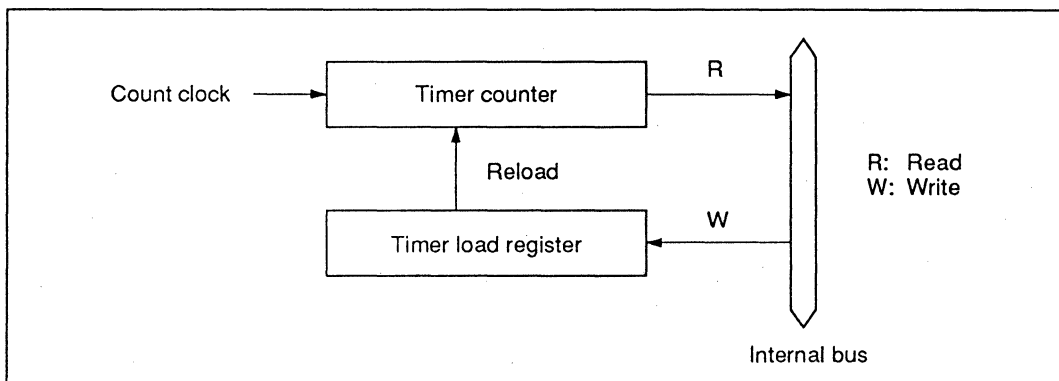 R
Count clock
Timer counter
Reload
R: Read
W: Write
W
Timer load register
Internal bus